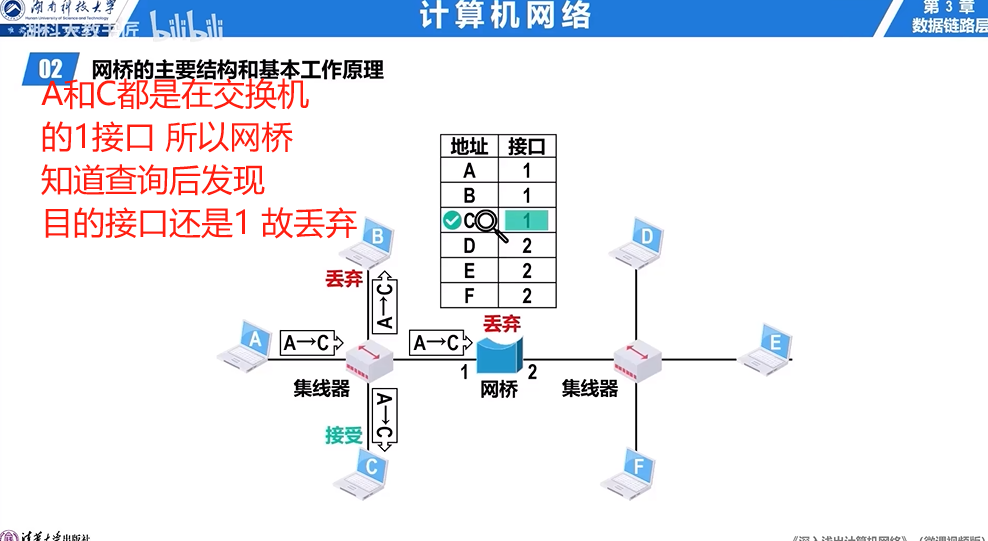 湖南科技大学
Hunan University of Science and Technology
计算机网络
第 3 章
数据链路层
bilibili
02 网桥的主要结构和基本工作原理
A和C都是在交换机
的1接口 所以网桥
知道查询后发现
目的接口还是1 故丢弃
地址 接口
A 1
B 1
C 1
D 2
E 2
F 2
B
丢弃
A→C
A
A→C
集线器
A→C
丢弃
1 网桥 2
A→C
接受
C
D
集线器
E
F
清华大学出版社
《深入浅出计算机网络》（微课视频版）